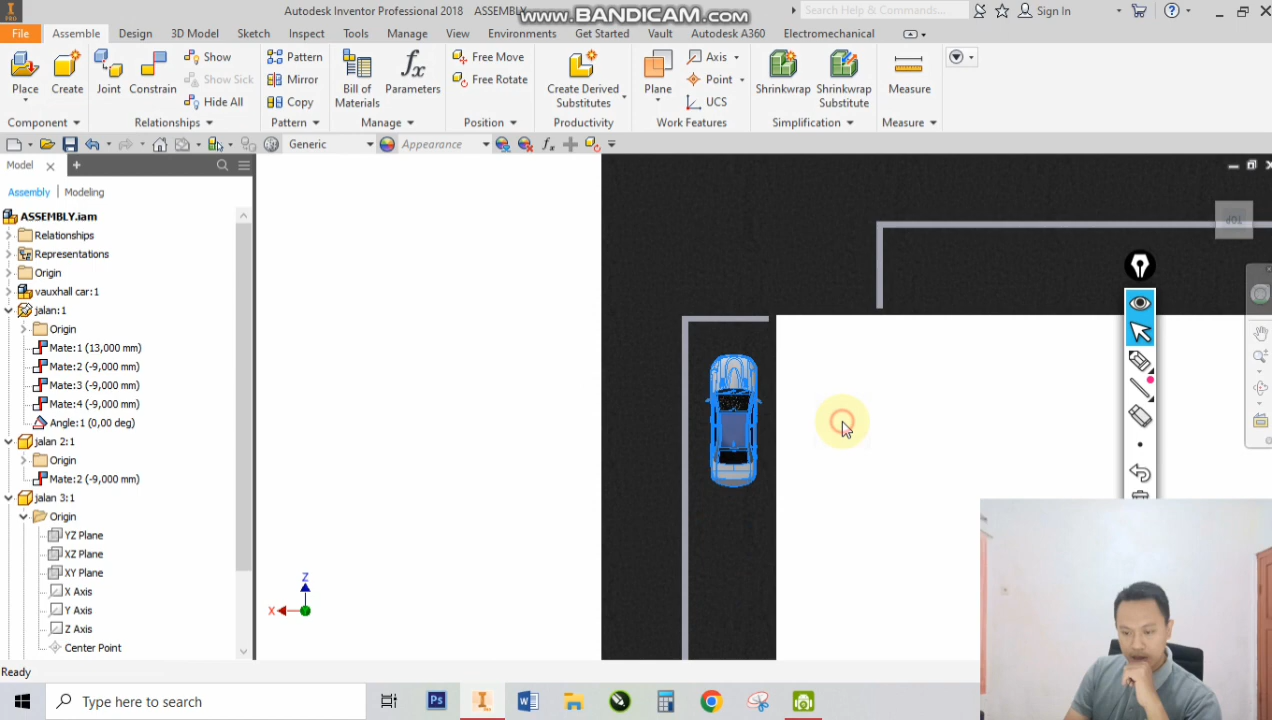 Autodesk Inventor Professional 2018 ASSEMBLY
www.BANDICAM.com
Search Help & Commands...
Sign In
PRO
File Assemble Design 3D Model Sketch Inspect Tools Manage View Environments Get Started Vault Autodesk A360 Electromechanical
Place
Create
Joint
Constrain
Show
Show Sick
Hide All
Pattern
Mirror
Copy
Bill of
Materials
Parameters
Free Move
Free Rotate
Create Derived
Substitutes
Plane
Axis
Point
UCS
Shrinkwrap
Shrinkwrap
Substitute
Measure
Component Relationships Pattern Manage Position Productivity Work Features Simplification Measure
Generic
Appearance
Model
Assembly Modeling
ASSEMBLY.iam
Relationships
Representations
Origin
vauxhall car:1
jalan:1
Origin
Mate:1 (13,000 mm)
Mate:2 (-9,000 mm)
Mate:3 (-9,000 mm)
Mate:4 (-9,000 mm)
Angle:1 (0,00 deg)
jalan 2:1
Origin
Mate:2 (-9,000 mm)
jalan 3:1
Origin
YZ Plane
XZ Plane
XY Plane
X Axis
Y Axis
Z Axis
Center Point
TOP
Z
X
Ready
Type here to search